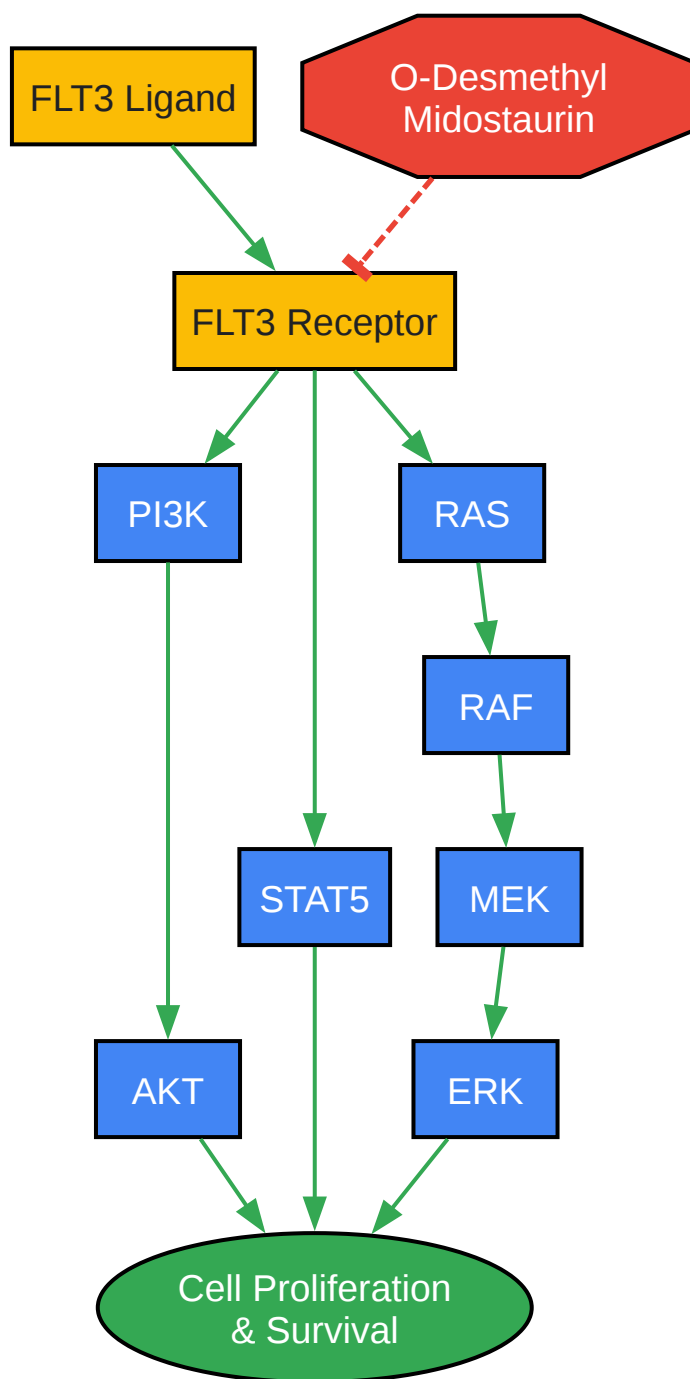 FLT3 Ligand
O-Desmethyl
Midostaurin
FLT3 Receptor
PI3K
RAS
RAF
STAT5
MEK
AKT
ERK
Cell Proliferation
& Survival